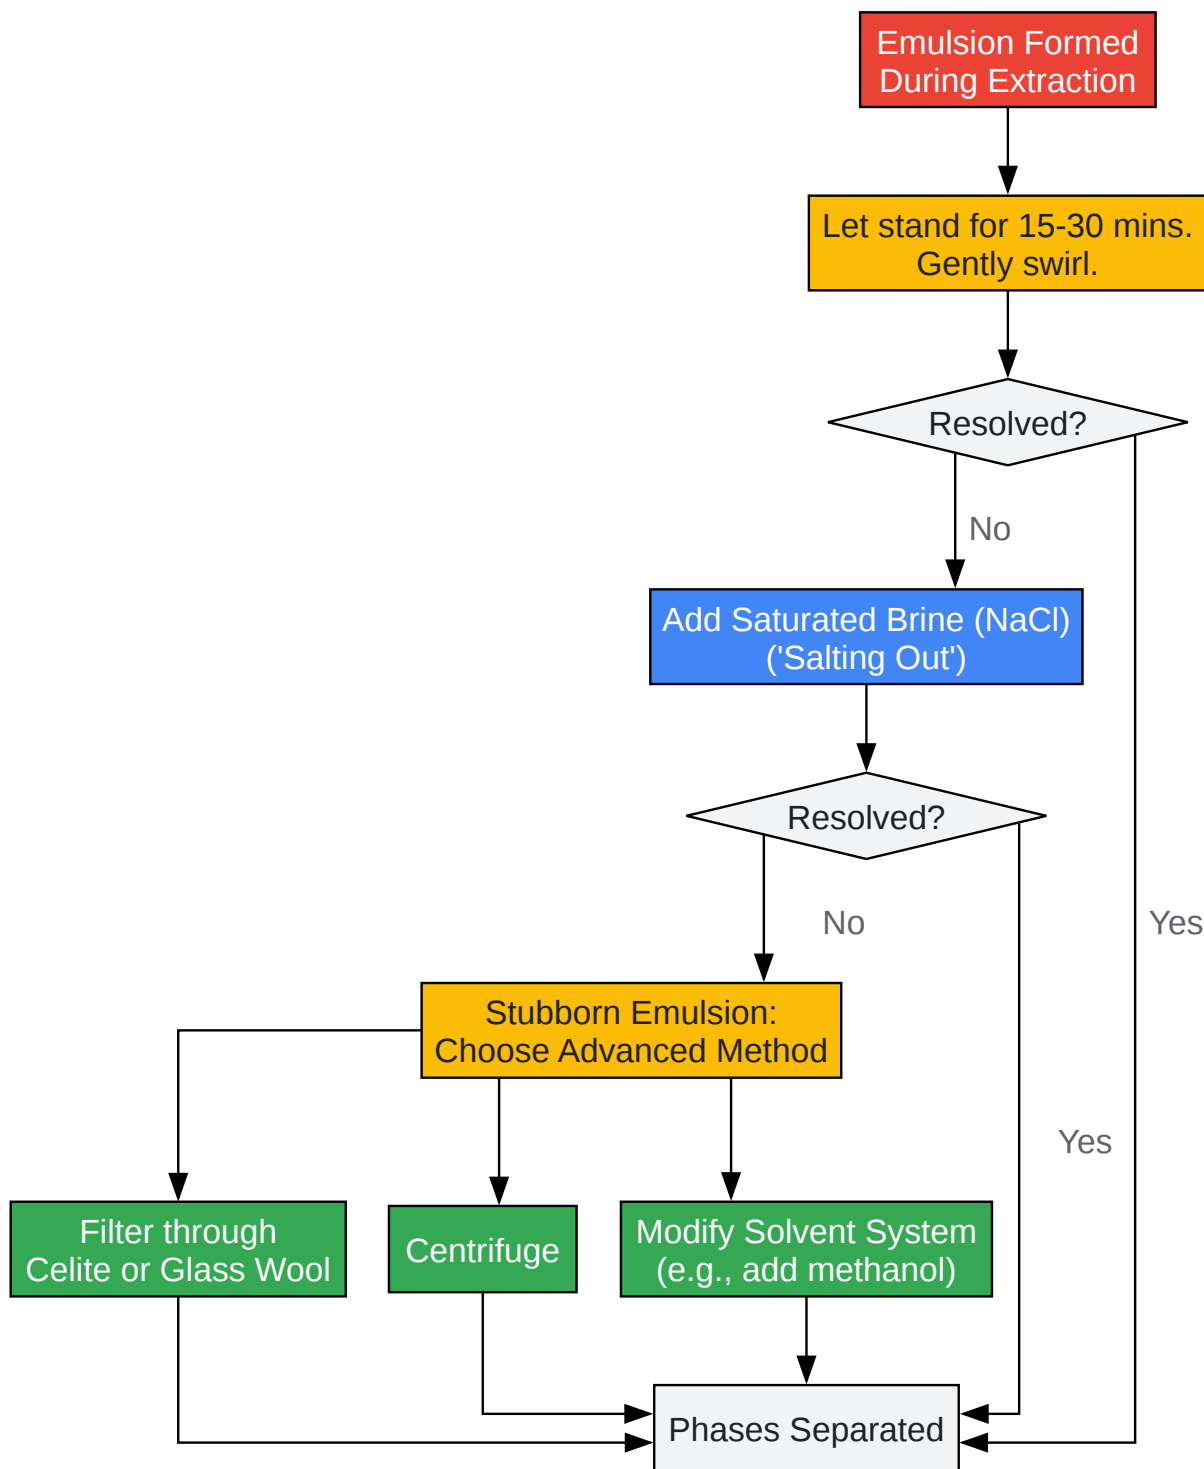 Emulsion Formed
During Extraction
Let stand for 15-30 mins.
Gently swirl.
Resolved?
No
Add Saturated Brine (NaCl)
('Salting Out')
Resolved?
No
Yes
Stubborn Emulsion:
Choose Advanced Method
Yes
Filter through
Celite or Glass Wool
Centrifuge
Modify Solvent System
(e.g., add methanol)
Phases Separated